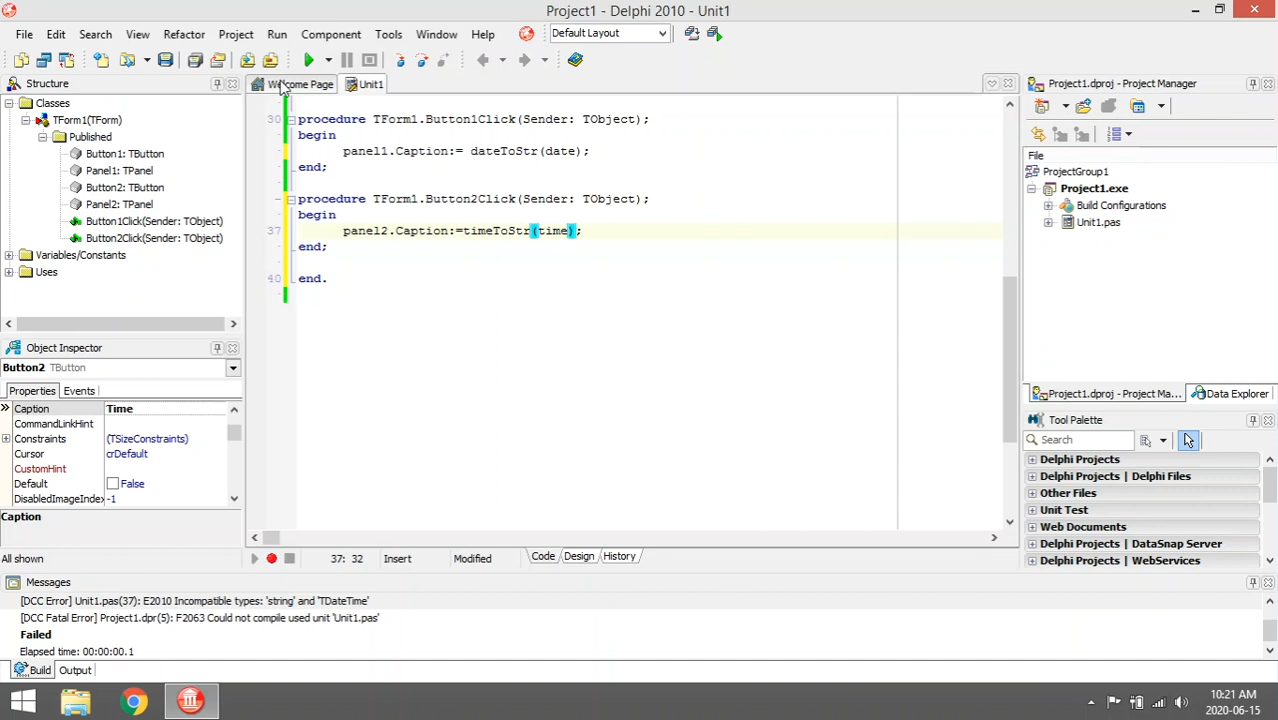 Project1 - Delphi 2010 - Unit1
File Edit Search View Refactor Project Run Component Tools Window Help Default Layout
Structure
Welcome Page Unit1
Project1.dproj - Project Manager
Classes
TForm1(TForm)
Published
Button1: TButton
Panel1: TPanel
Button2: TButton
Panel2: TPanel
Button1Click(Sender: TObject)
Button2Click(Sender: TObject)
Variables/Constants
Uses
30 procedure TForm1.Button1Click(Sender: TObject);
begin
panel1.Caption:= dateToStr(date);
end;
procedure TForm1.Button2Click(Sender: TObject);
begin
37 panel2.Caption:=timeToStr(time);
end;
40 end.
File
ProjectGroup1
Project1.exe
Build Configurations
Unit1.pas
Object Inspector
Button2 TButton
Properties Events
Caption Time
CommandLinkHint
Constraints (TSizeConstraints)
Cursor crDefault
CustomHint
Default False
DisabledImageIndex -1
Caption
All shown
37: 32 Insert Modified Code Design History
Project1.dproj - Project Ma... Data Explorer
Tool Palette
Search
Delphi Projects
Delphi Projects | Delphi Files
Other Files
Unit Test
Web Documents
Delphi Projects | DataSnap Server
Delphi Projects | WebServices
Messages
[DCC Error] Unit1.pas(37): E2010 Incompatible types: 'string' and 'TDateTime'
[DCC Fatal Error] Project1.dpr(5): F2063 Could not compile used unit 'Unit1.pas'
Failed
Elapsed time: 00:00:00.1
Build Output
10:21 AM
2020-06-15